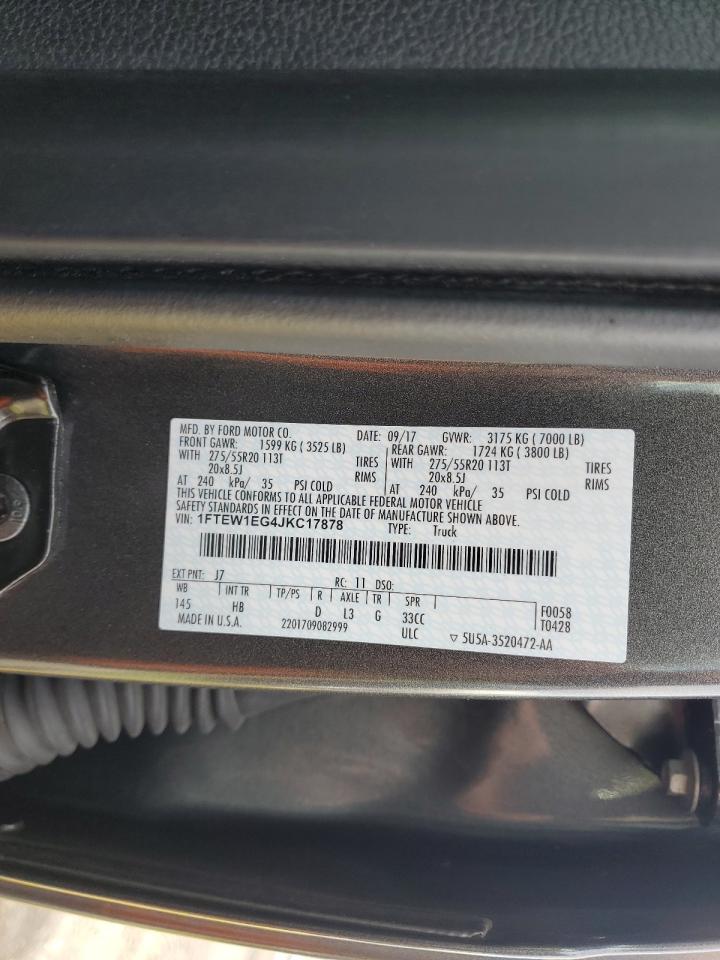 MFD. BY FORD MOTOR CO. DATE: 09/17 GVWR: 3175 KG ( 7000 LB)
FRONT GAWR: 1599 KG ( 3525 LB) REAR GAWR: 1724 KG ( 3800 LB)
WITH 275/55R20 113T TIRES WITH 275/55R20 113T TIRES
20x8.5J RIMS 20x8.5J RIMS
AT 240 kPa/ 35 PSI COLD AT 240 kPa/ 35 PSI COLD
THIS VEHICLE CONFORMS TO ALL APPLICABLE FEDERAL MOTOR VEHICLE
SAFETY STANDARDS IN EFFECT ON THE DATE OF MANUFACTURE SHOWN ABOVE.
VIN: 1FTEW1EG4JKC17878 TYPE: Truck
EXT PNT: J7 RC: 11 DSO:
WB INT TR TP/PS R AXLE TR SPR F0058
145 HB D L3 G 33CC T0428
MADE IN U.S.A. 2201709082999 ULC ▽ 5U5A-3520472-AA